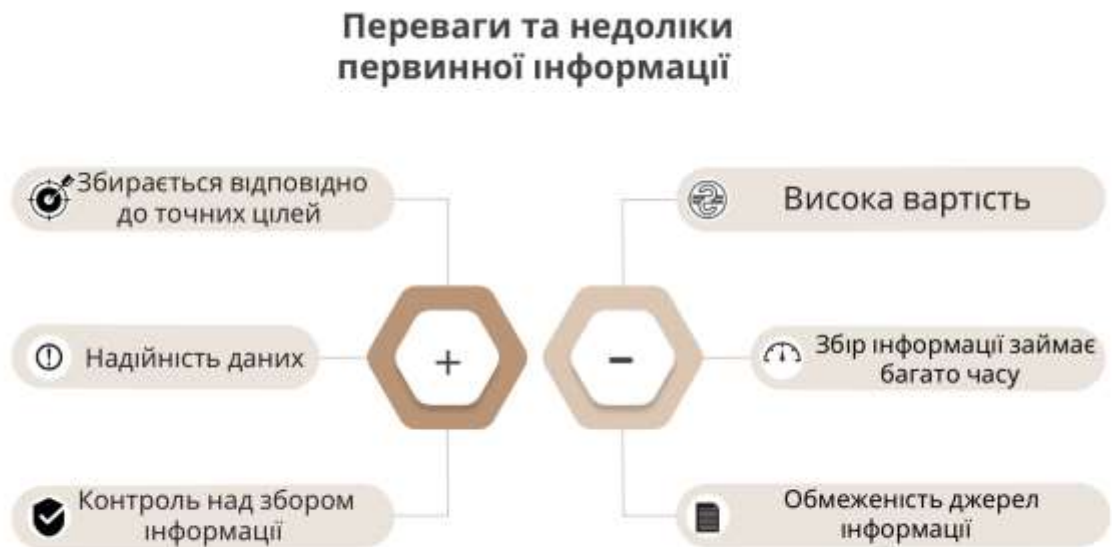 Переваги та недоліки
первинної інформації
Збирається відповідно
до точних цілей
Надійність даних
Контроль над збором
інформації
+
-
Висока вартість
Збір інформації займає
багато часу
Обмеженість джерел
інформації